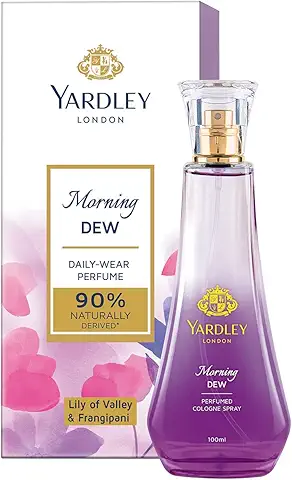 YARDLEY
LONDON
Morning
DEW
DAILY-WEAR
PERFUME
90%
NATURALLY
DERIVED*
Lily of Valley
& Frangipani
YARDLEY
LONDON
Morning
DEW
PERFUMED
COLOGNE SPRAY
100ml